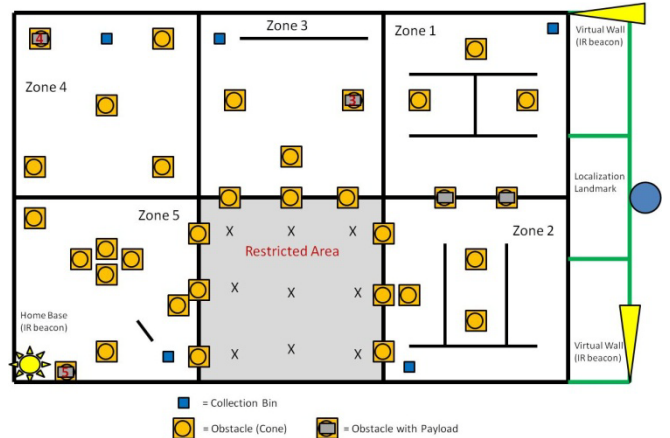 Zone 3
Zone 1
Virtual Wall
(IR beacon)
4
Zone 4
3
Localization
Landmark
Zone 5
Zone 2
X X X
Restricted Area
X X X
Home Base
(IR beacon)
X X X
Virtual Wall
(IR beacon)
5
= Collection Bin
= Obstacle (Cone)
= Obstacle with Payload